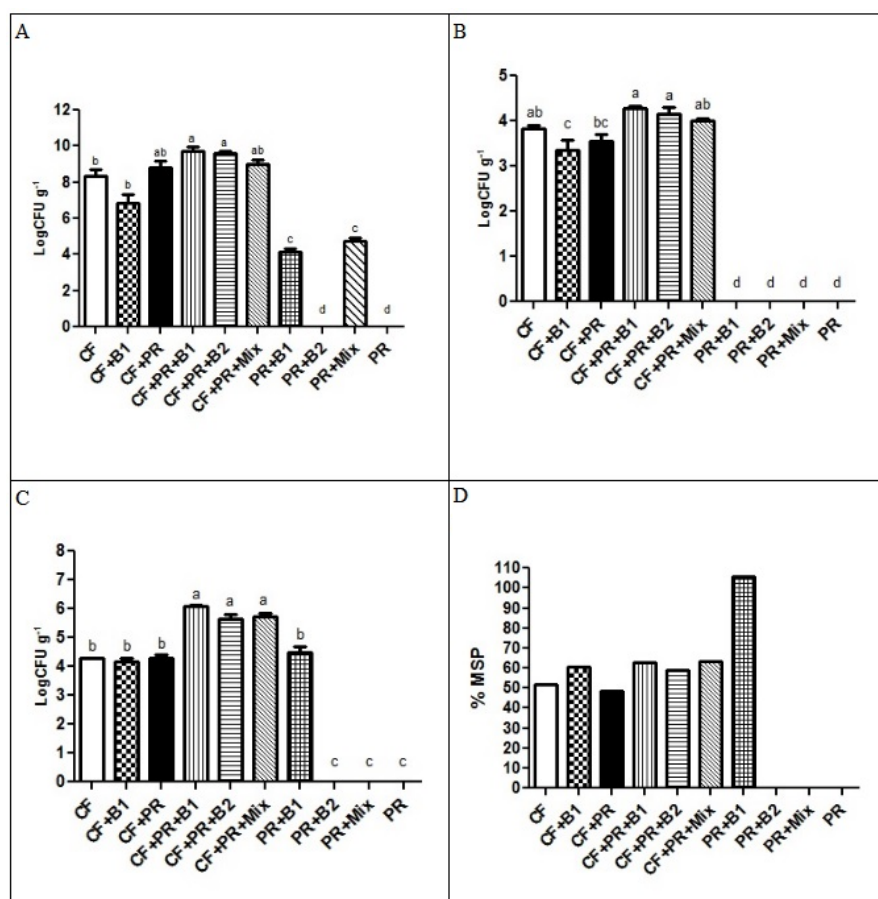 A
LogCFU g⁻¹
12
10
8
6
4
2
0
b
b
ab
a
a
ab
c
d
c
d
CF
CF+B1
CF+PR
CF+PR+B1
CF+PR+B2
CF+PR+Mix
PR+B1
PR+B2
PR+Mix
PR
B
LogCFU g⁻¹
5
4
3
2
1
0
ab
c
bc
a
a
ab
d
d
d
d
CF
CF+B1
CF+PR
CF+PR+B1
CF+PR+B2
CF+PR+Mix
PR+B1
PR+B2
PR+Mix
PR
C
LogCFU g⁻¹
8
7
6
5
4
3
2
1
0
b
b
b
a
a
a
b
c
c
c
CF
CF+B1
CF+PR
CF+PR+B1
CF+PR+B2
CF+PR+Mix
PR+B1
PR+B2
PR+Mix
PR
D
% MSP
110
100
90
80
70
60
50
40
30
20
10
0
CF
CF+B1
CF+PR
CF+PR+B1
CF+PR+B2
CF+PR+Mix
PR+B1
PR+B2
PR+Mix
PR